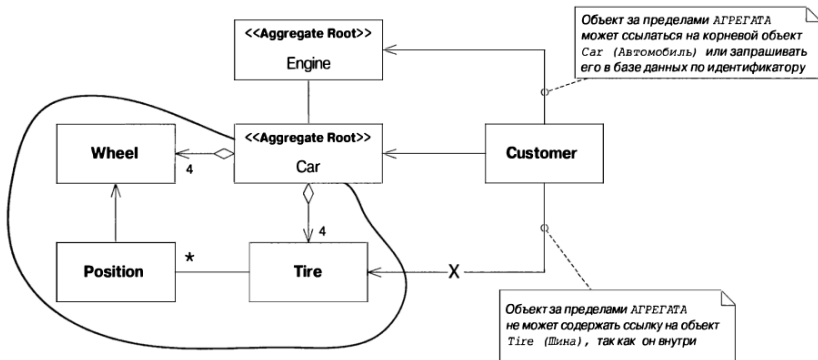 <<Aggregate Root>>
Engine
Объект за пределами АГРЕГАТА
может ссылаться на корневой объект
Car (Автомобиль) или запрашивать
его в базе данных по идентификатору
Wheel
4
<<Aggregate Root>>
Car
Customer
4
Position
*
Tire
X
Объект за пределами АГРЕГАТА
не может содержать ссылку на объект
Tire (Шина), так как он внутри